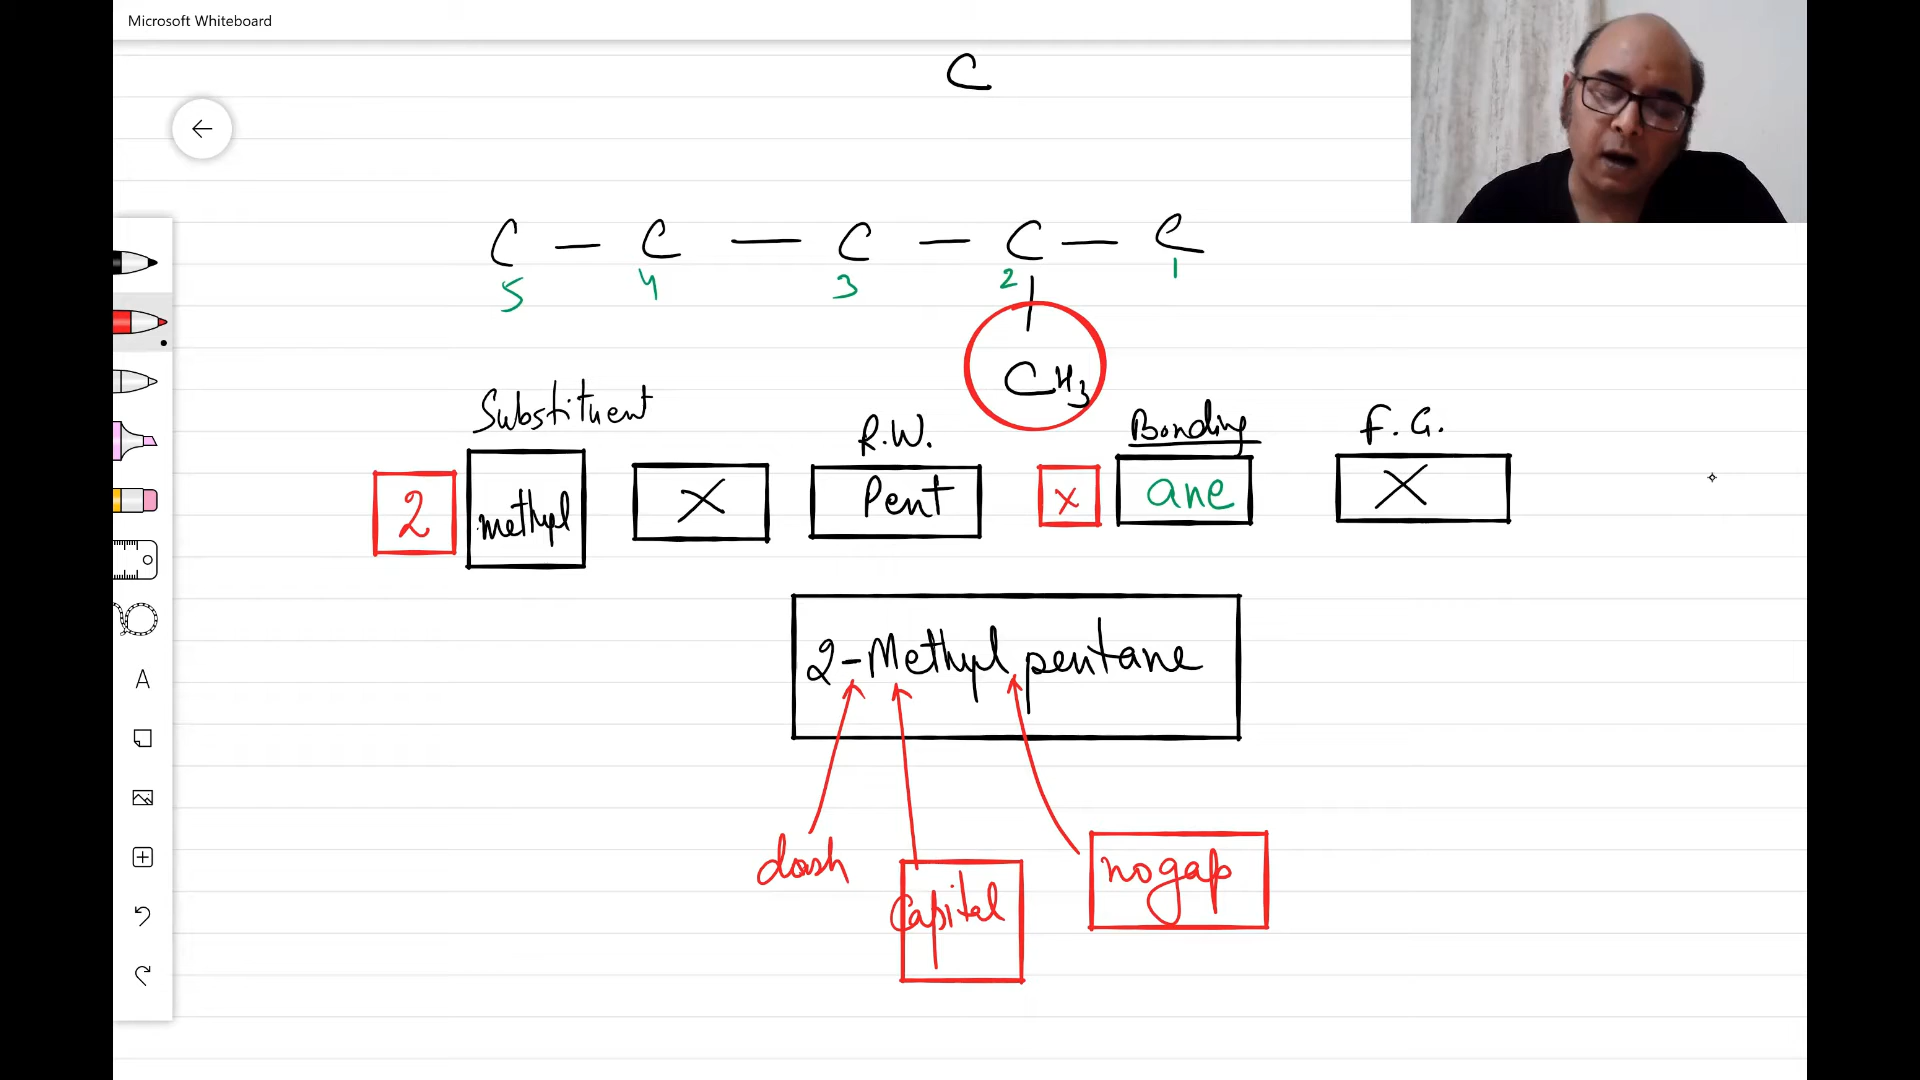 Microsoft Whiteboard
C
C - C - C - C - C
5 4 3 2 1
CH3
Substituent R.W. Bonding F. G.
2 methyl X Pent x ane X
2-Methylpentane
dash Capital nogap
A